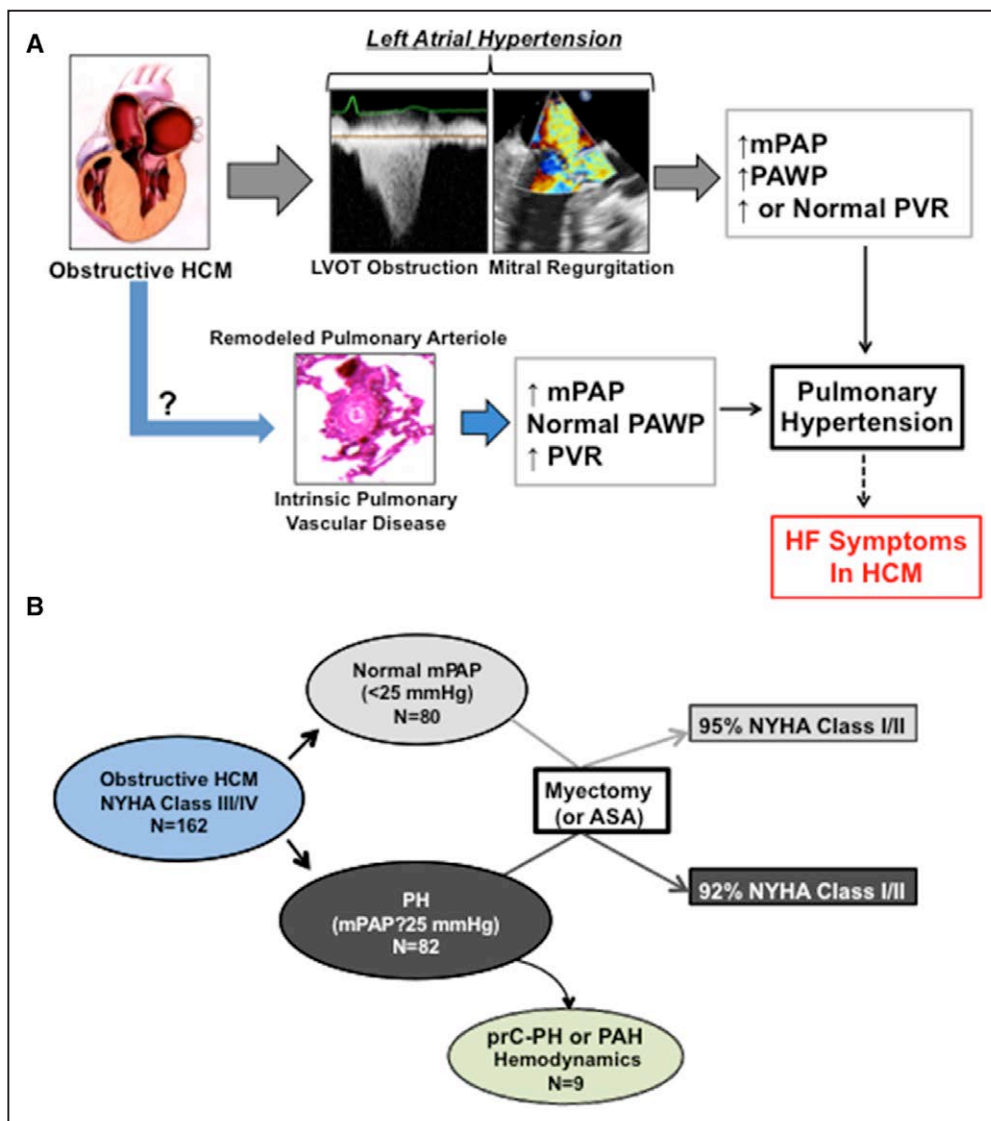 A
Left Atrial Hypertension
Obstructive HCM
LVOT Obstruction
Mitral Regurgitation
↑mPAP
↑PAWP
↑ or Normal PVR
?
Remodeled Pulmonary Arteriole
Intrinsic Pulmonary
Vascular Disease
↑ mPAP
Normal PAWP
↑ PVR
Pulmonary
Hypertension
HF Symptoms
In HCM
B
Obstructive HCM
NYHA Class III/IV
N=162
Normal mPAP
(<25 mmHg)
N=80
PH
(mPAP?25 mmHg)
N=82
Myectomy
(or ASA)
95% NYHA Class I/II
92% NYHA Class I/II
prC-PH or PAH
Hemodynamics
N=9